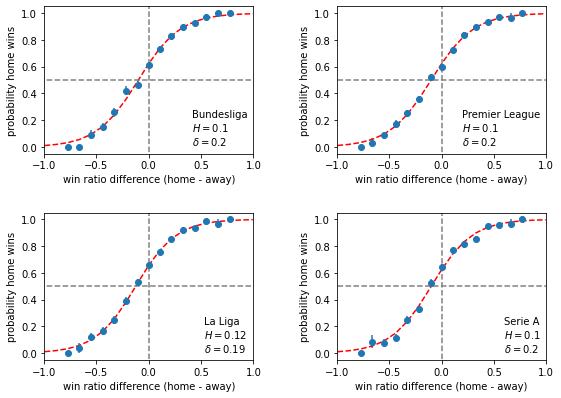 probability home wins
1.0
0.8
0.6
0.4
0.2
0.0
Bundesliga
H = 0.1
δ = 0.2
−1.0 −0.5 0.0 0.5 1.0
win ratio difference (home - away)
probability home wins
1.0
0.8
0.6
0.4
0.2
0.0
Premier League
H = 0.1
δ = 0.2
−1.0 −0.5 0.0 0.5 1.0
win ratio difference (home - away)
probability home wins
1.0
0.8
0.6
0.4
0.2
0.0
La Liga
H = 0.12
δ = 0.19
−1.0 −0.5 0.0 0.5 1.0
win ratio difference (home - away)
probability home wins
1.0
0.8
0.6
0.4
0.2
0.0
Serie A
H = 0.1
δ = 0.2
−1.0 −0.5 0.0 0.5 1.0
win ratio difference (home - away)